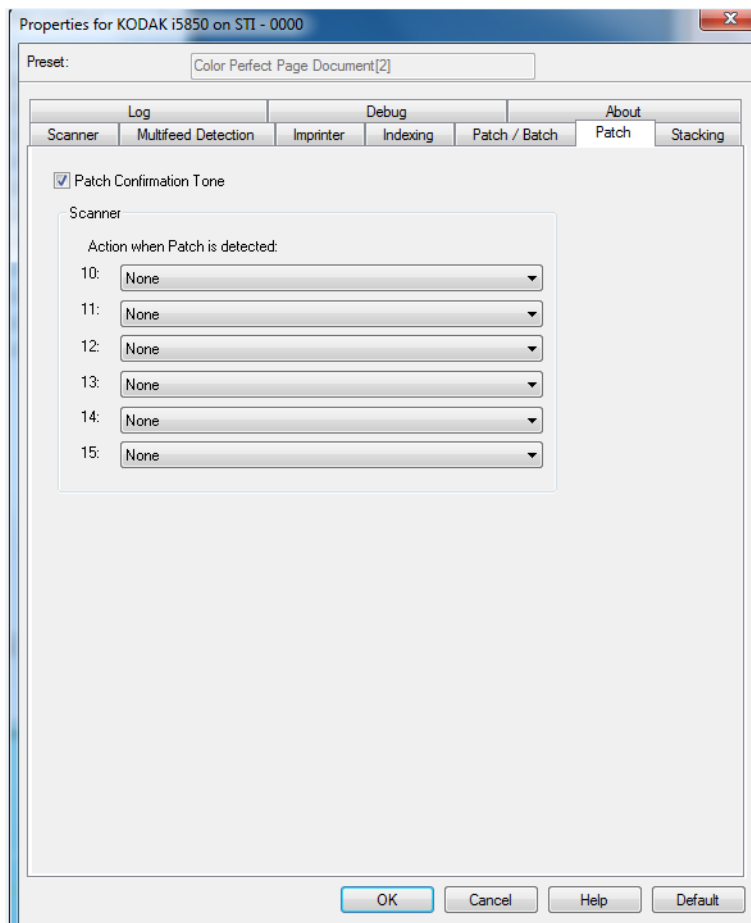 Properties for KODAK i5850 on STI - 0000
Preset: Color Perfect Page Document[2]
Log Debug About
Scanner Multifeed Detection Imprinter Indexing Patch / Batch Patch Stacking
Patch Confirmation Tone
Scanner
Action when Patch is detected:
10: None
11: None
12: None
13: None
14: None
15: None
OK Cancel Help Default